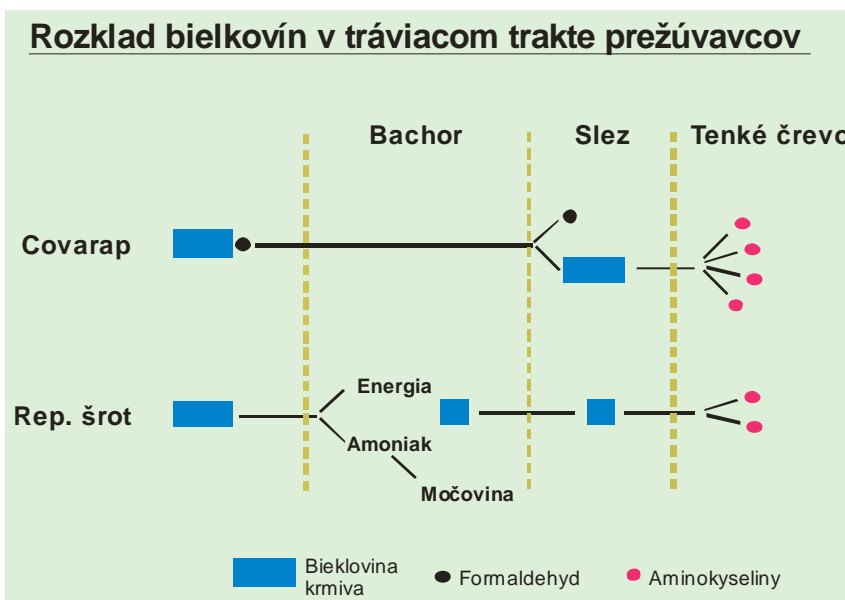 Rozklad bielkovín v tráviacom trakte prežúvavcov
Bachor
Slez
Tenké črevo
Covarap
Rep. šrot
Energia
Amoniak
Močovina
Bieklovina
krmiva
Formaldehyd
Aminokyseliny